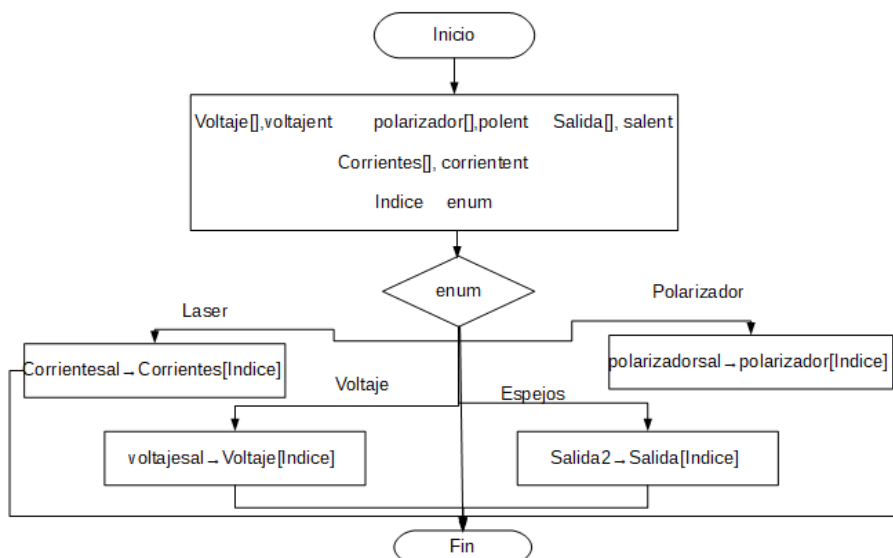 Inicio
Voltaje[],voltajent polarizador[],polent Salida[], salent
Corrientes[], corrientent
Indice enum
enum
Laser
Polarizador
Corrientesal→Corrientes[Indice]
polarizadorsal→polarizador[Indice]
Voltaje
Espejos
voltajesal→Voltaje[Indice]
Salida2→Salida[Indice]
Fin